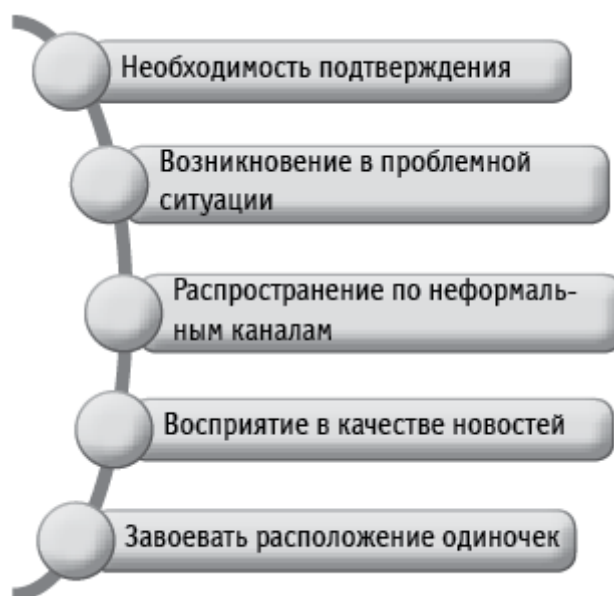 Необходимость подтверждения
Возникновение в проблемной
ситуации
Распространение по неформаль-
ным каналам
Восприятие в качестве новостей
Завоевать расположение одиночек